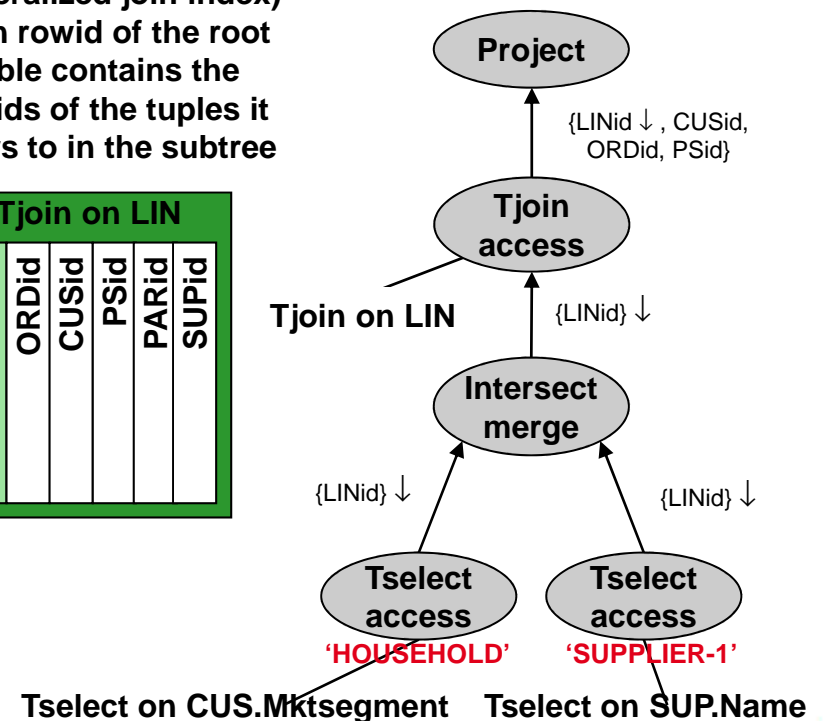 join index)
rowid of the root
contains the
of the tuples it
to in the subtree
Tjoin on LIN
ORDid
CUSid
PSid
PARid
SUPid
Project
{LINid ↓ , CUSid,
ORDid, PSid}
Tjoin
access
Tjoin on LIN
{LINid} ↓
Intersect
merge
{LINid} ↓
{LINid} ↓
Tselect
access
‘HOUSEHOLD’
Tselect
access
‘SUPPLIER-1’
Tselect on CUS.Mktsegment
Tselect on SUP.Name